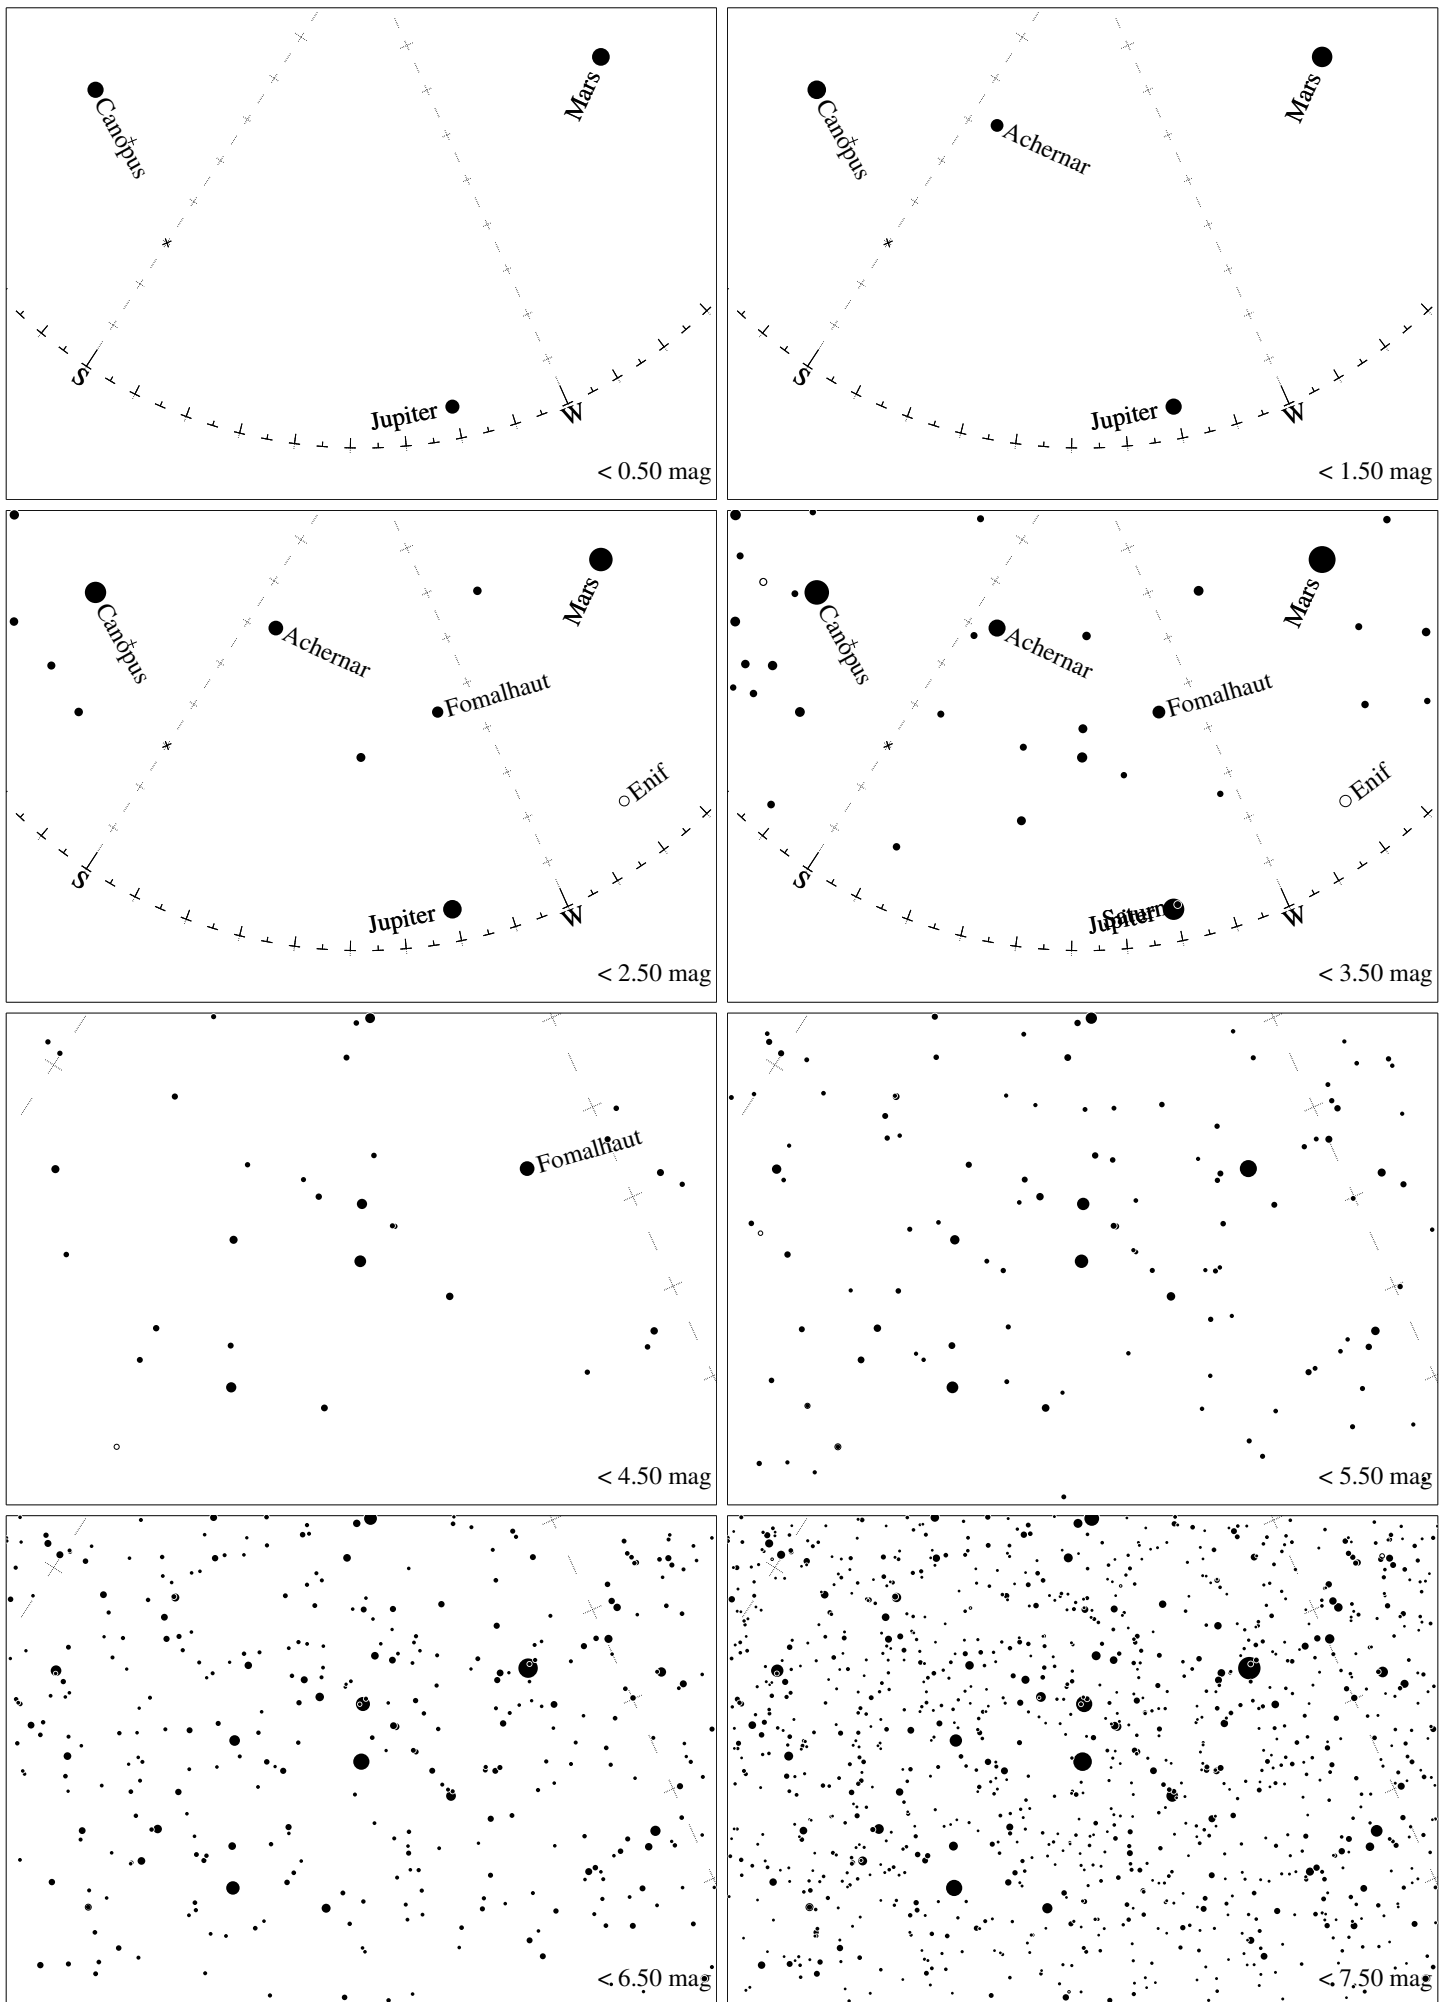 Canopus
Mars
S
Jupiter
W
< 0.50 mag
Canopus
Achernar
Mars
S
Jupiter
W
< 1.50 mag
Canopus
Achernar
Mars
Fomalhaut
Enif
S
Jupiter
W
< 2.50 mag
Canopus
Achernar
Mars
Fomalhaut
Enif
S
Saturn
Jupiter
W
< 3.50 mag
Fomalhaut
< 4.50 mag
< 5.50 mag
< 6.50 mag
< 7.50 mag